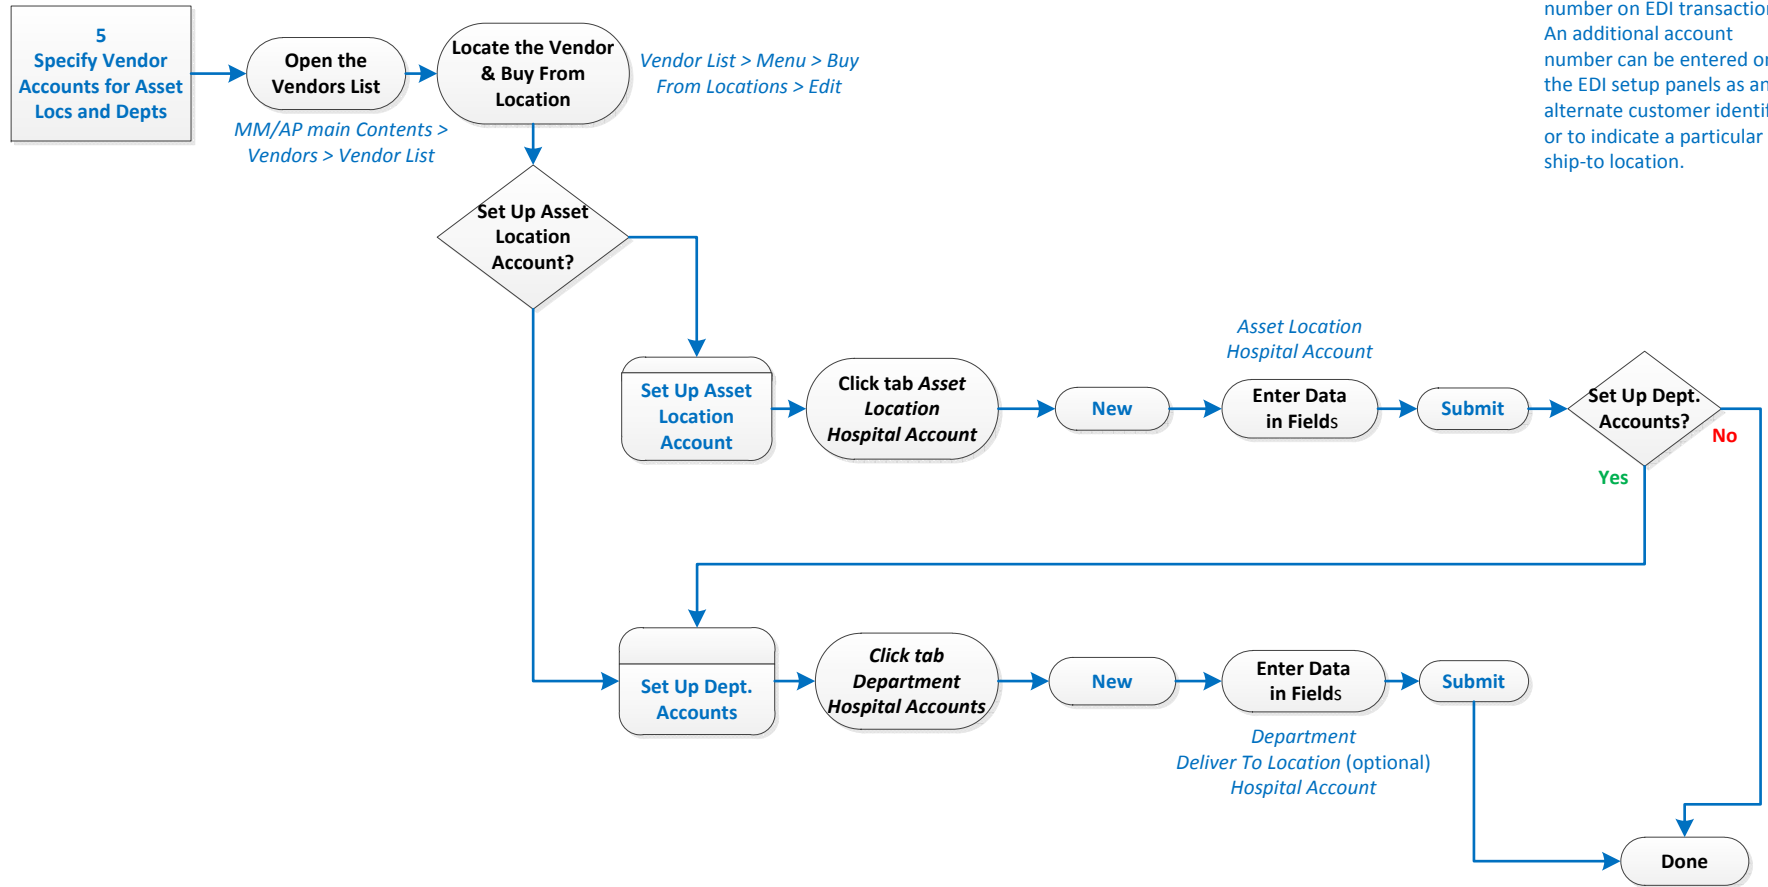 5
Specify Vendor
Accounts for Asset
Locs and Depts
Open the
Vendors List
MM/AP main Contents >
Vendors > Vendor List
Locate the Vendor
& Buy From
Location
Vendor List > Menu > Buy
From Locations > Edit
number on EDI transaction
An additional account
number can be entered on
the EDI setup panels as an
alternate customer identif
or to indicate a particular
ship-to location.
Set Up Asset
Location
Account?
Set Up Asset
Location
Account
Click tab Asset
Location
Hospital Account
New
Asset Location
Hospital Account
Enter Data
in Fields
Submit
Set Up Dept.
Accounts?
No
Yes
Set Up Dept.
Accounts
Click tab
Department
Hospital Accounts
New
Enter Data
in Fields
Department
Deliver To Location (optional)
Hospital Account
Submit
Done